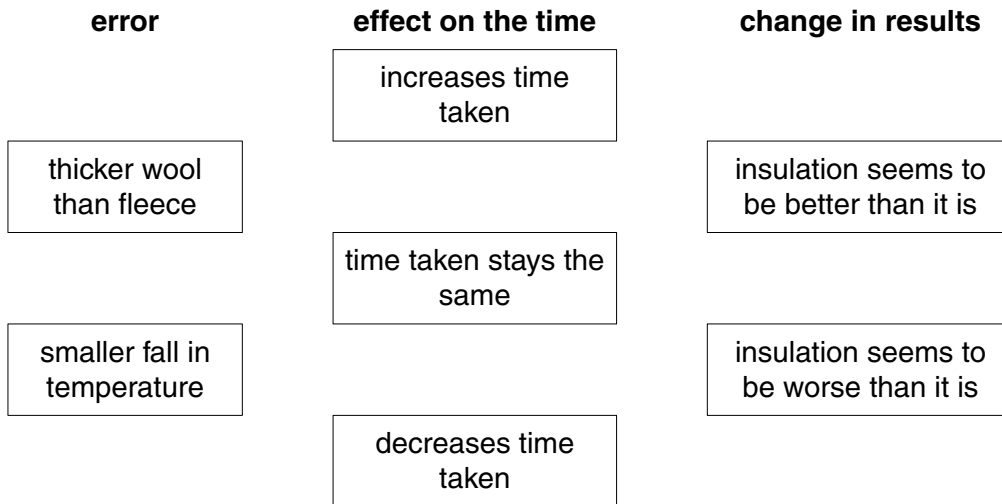 error
effect on the time
change in results
increases time
taken
thicker wool
than fleece
insulation seems to
be better than it is
time taken stays the
same
smaller fall in
temperature
insulation seems to
be worse than it is
decreases time
taken